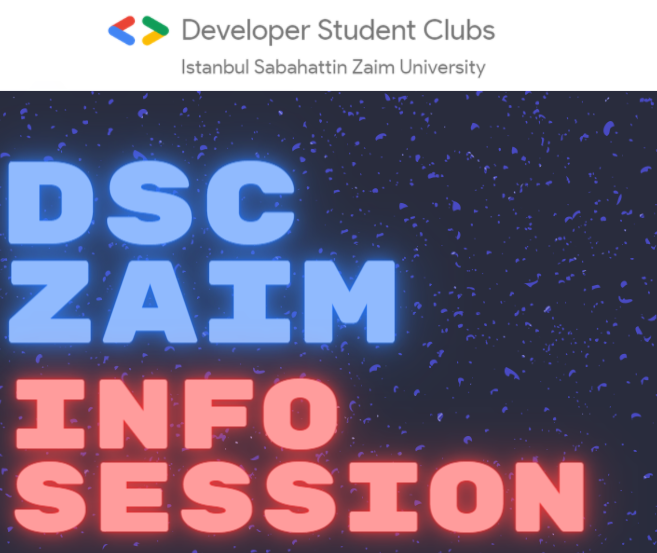 Developer Student Clubs
Istanbul Sabahattin Zaim University
DSC
ZAIM
INFO
SESSION